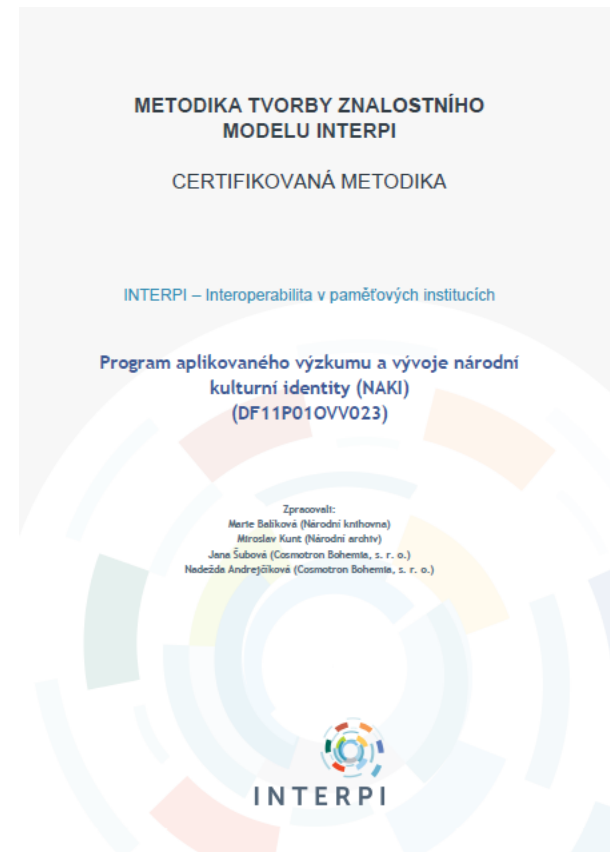 METODIKA TVORBY ZNALOSTNÍHO
MODELU INTERPI
CERTIFIKOVANÁ METODIKA
INTERPI – Interoperabilita v paměťových institucích
Program aplikovaného výzkumu a vývoje národní
kulturní identity (NAKI)
(DF11P01OVV023)
Zpracovali:
Marie Balíková (Národní knihovna)
Miroslav Kunt (Národní archiv)
Jana Šubová (Cosmotron Bohemia, s. r. o.)
Nadežda Andrejčíková (Cosmotron Bohemia, s. r. o.)
INTERPI